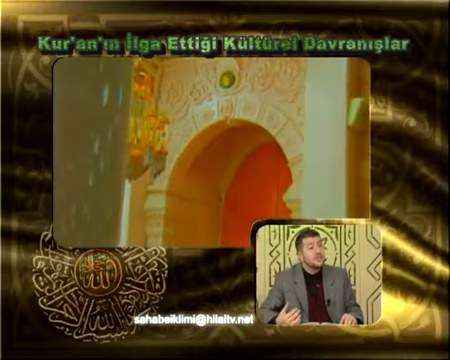 Kur'an'ın İlga Ettiği Kültürel Davranışlar
sahabeiklimi@hilaltv.net